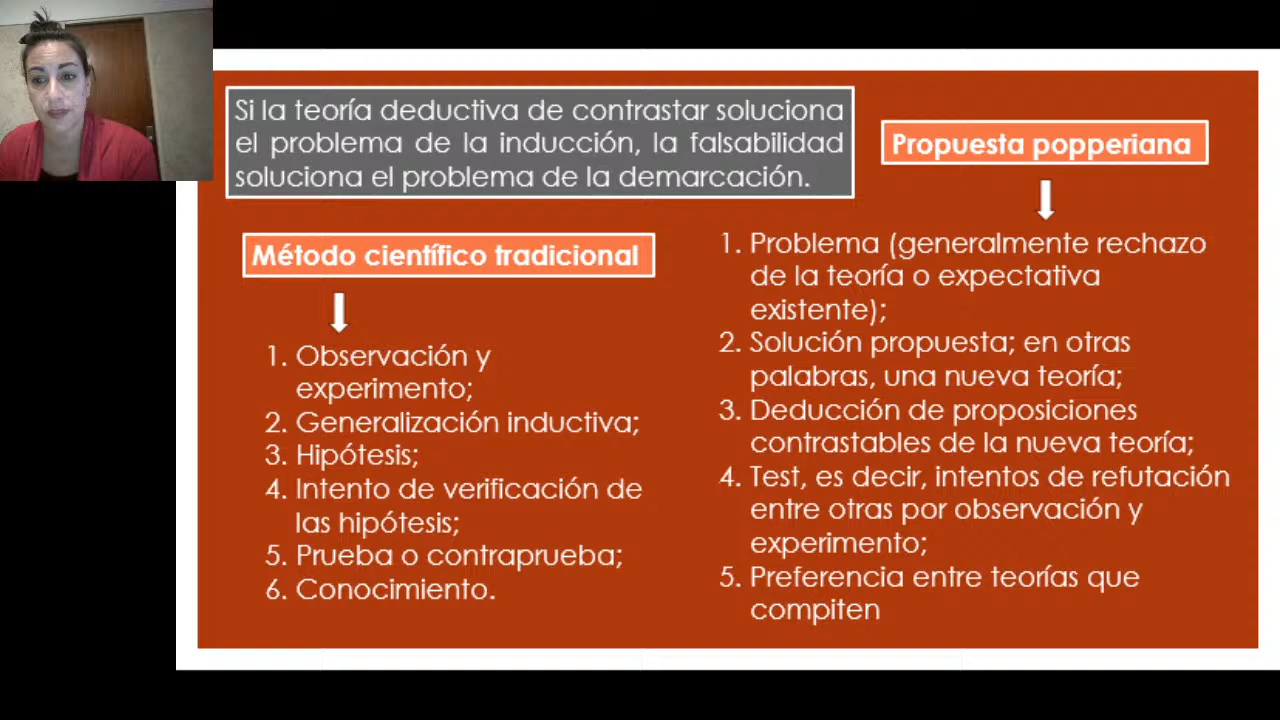 Si la teoría deductiva de contrastar soluciona
el problema de la inducción, la falsabilidad
soluciona el problema de la demarcación.
Método científico tradicional
1. Observación y
experimento;
2. Generalización inductiva;
3. Hipótesis;
4. Intento de verificación de
las hipótesis;
5. Prueba o contraprueba;
6. Conocimiento.
Propuesta popperiana
1. Problema (generalmente rechazo
de la teoría o expectativa
existente);
2. Solución propuesta; en otras
palabras, una nueva teoría;
3. Deducción de proposiciones
contrastables de la nueva teoría;
4. Test, es decir, intentos de refutación
entre otras por observación y
experimento;
5. Preferencia entre teorías que
compiten